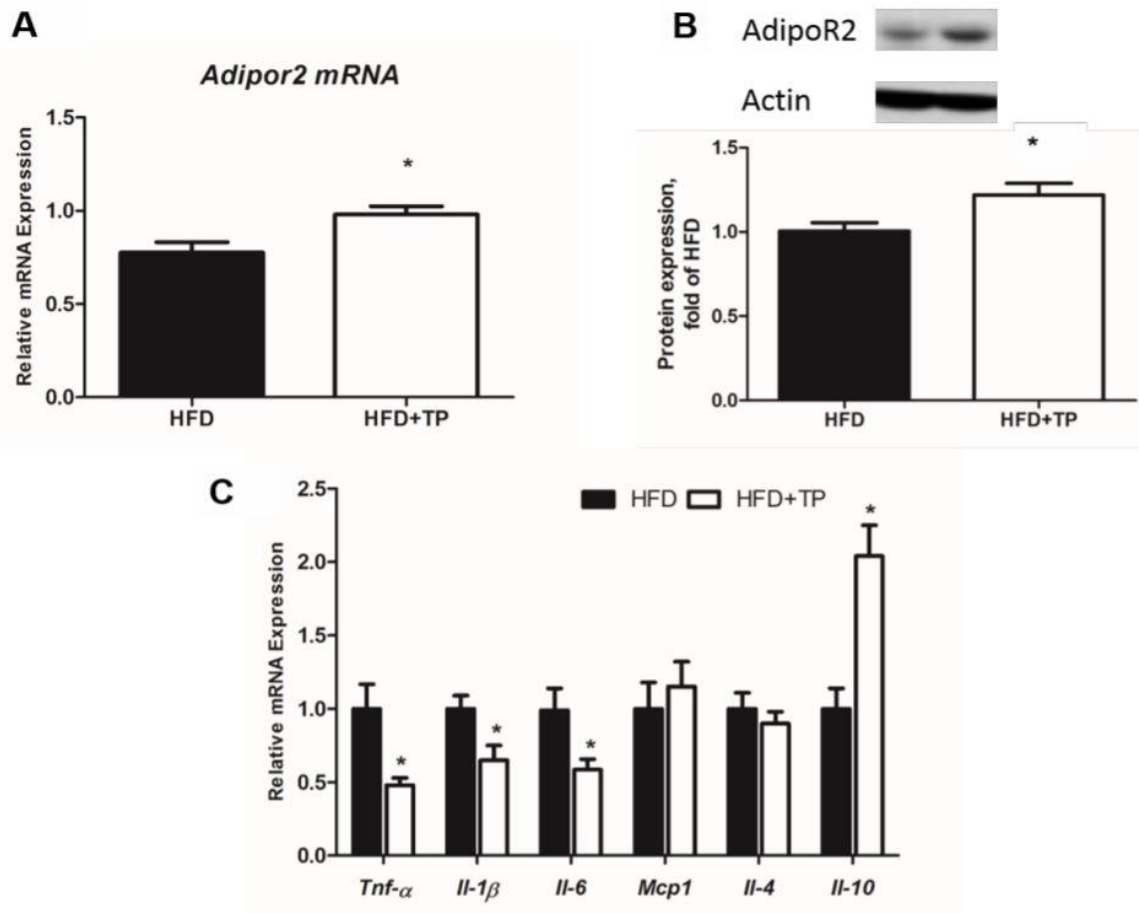 A
Adipor2 mRNA
Relative mRNA Expression
1.5
*
1.0
0.5
0.0
HFD
HFD+TP
B
AdipoR2
Actin
Protein expression,
fold of HFD
1.5
*
1.0
0.5
0.0
HFD
HFD+TP
C
HFD
HFD+TP
Relative mRNA Expression
2.5
2.0
1.5
1.0
0.5
0.0
*
*
*
*
Tnf-α
Il-1β
Il-6
Mcp1
Il-4
Il-10